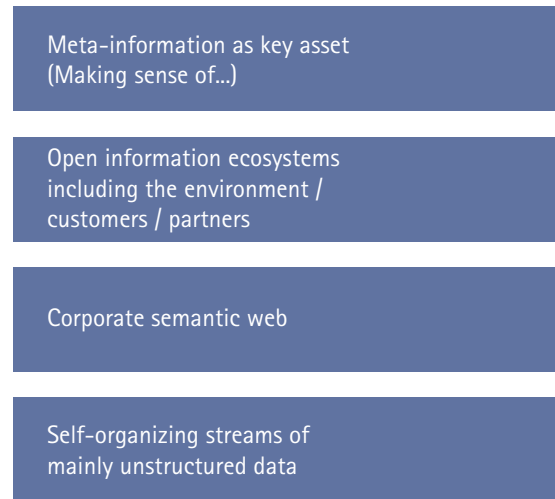 Meta-information as key asset
(Making sense of...)
Open information ecosystems
including the environment /
customers / partners
Corporate semantic web
Self-organizing streams of
mainly unstructured data